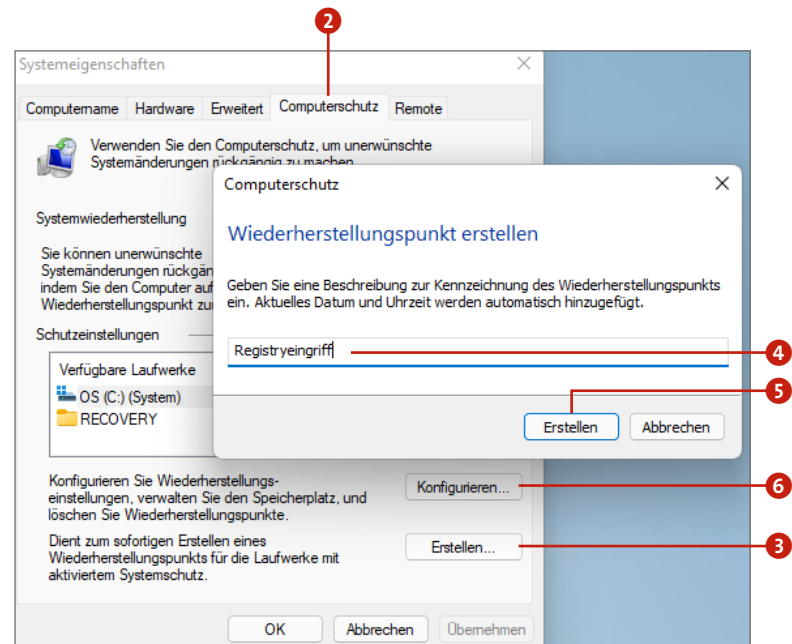 2
Systemeigenschaften
Computername Hardware Erweitert Computerschutz Remote
Verwenden Sie den Computerschutz, um unerwünschte
Systemänderungen rückgängig zu machen
Systemwiederherstellung
Sie können unerwünschte
Systemänderungen rückgän
indem Sie den Computer auf
Wiederherstellungspunkt zu
Schutzeinstellungen
Verfügbare Laufwerke
OS (C:) (System)
RECOVERY
Computerschutz
Wiederherstellungspunkt erstellen
Geben Sie eine Beschreibung zur Kennzeichnung des Wiederherstellungspunkts
ein. Aktuelles Datum und Uhrzeit werden automatisch hinzugefügt.
Registryeingriff
4
5
Erstellen Abbrechen
Konfigurieren Sie Wiederherstellungs-
einstellungen, verwalten Sie den Speicherplatz, und
löschen Sie Wiederherstellungspunkte.
Konfigurieren...
6
Dient zum sofortigen Erstellen eines
Wiederherstellungspunkts für die Laufwerke mit
aktiviertem Systemschutz.
Erstellen...
3
OK Abbrechen Übernehmen